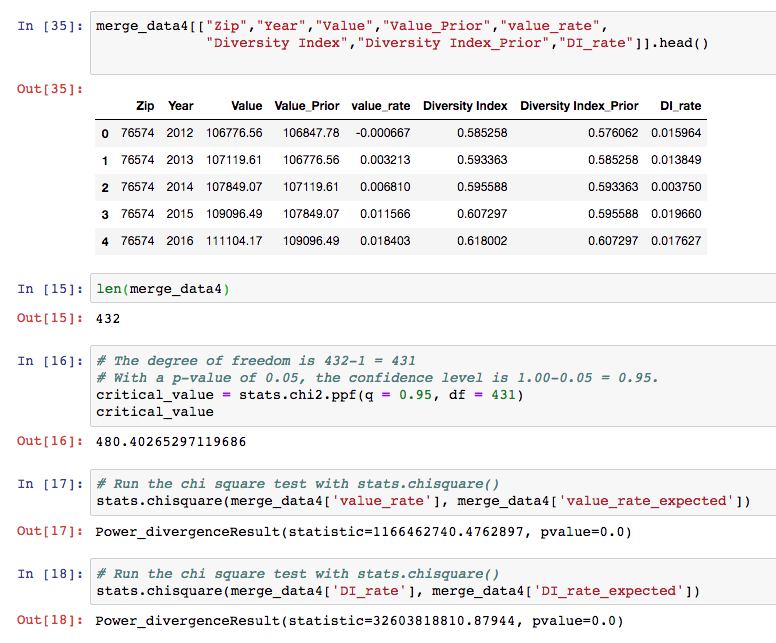 In [35]: merge_data4[["Zip","Year","Value","Value_Prior","value_rate",
"Diversity Index","Diversity Index_Prior","DI_rate"]].head()
Out[35]:
Zip Year Value Value_Prior value_rate Diversity Index Diversity Index_Prior DI_rate
0 76574 2012 106776.56 106847.78 -0.000667 0.585258 0.576062 0.015964
1 76574 2013 107119.61 106776.56 0.003213 0.593363 0.585258 0.013849
2 76574 2014 107849.07 107119.61 0.006810 0.595588 0.593363 0.003750
3 76574 2015 109096.49 107849.07 0.011566 0.607297 0.595588 0.019660
4 76574 2016 111104.17 109096.49 0.018403 0.618002 0.607297 0.017627
In [15]: len(merge_data4)
Out[15]: 432
In [16]: # The degree of freedom is 432-1 = 431
# With a p-value of 0.05, the confidence level is 1.00-0.05 = 0.95.
critical_value = stats.chi2.ppf(q = 0.95, df = 431)
critical_value
Out[16]: 480.40265297119686
In [17]: # Run the chi square test with stats.chisquare()
stats.chisquare(merge_data4['value_rate'], merge_data4['value_rate_expected'])
Out[17]: Power_divergenceResult(statistic=1166462740.4762897, pvalue=0.0)
In [18]: # Run the chi square test with stats.chisquare()
stats.chisquare(merge_data4['DI_rate'], merge_data4['DI_rate_expected'])
Out[18]: Power_divergenceResult(statistic=32603818810.87944, pvalue=0.0)